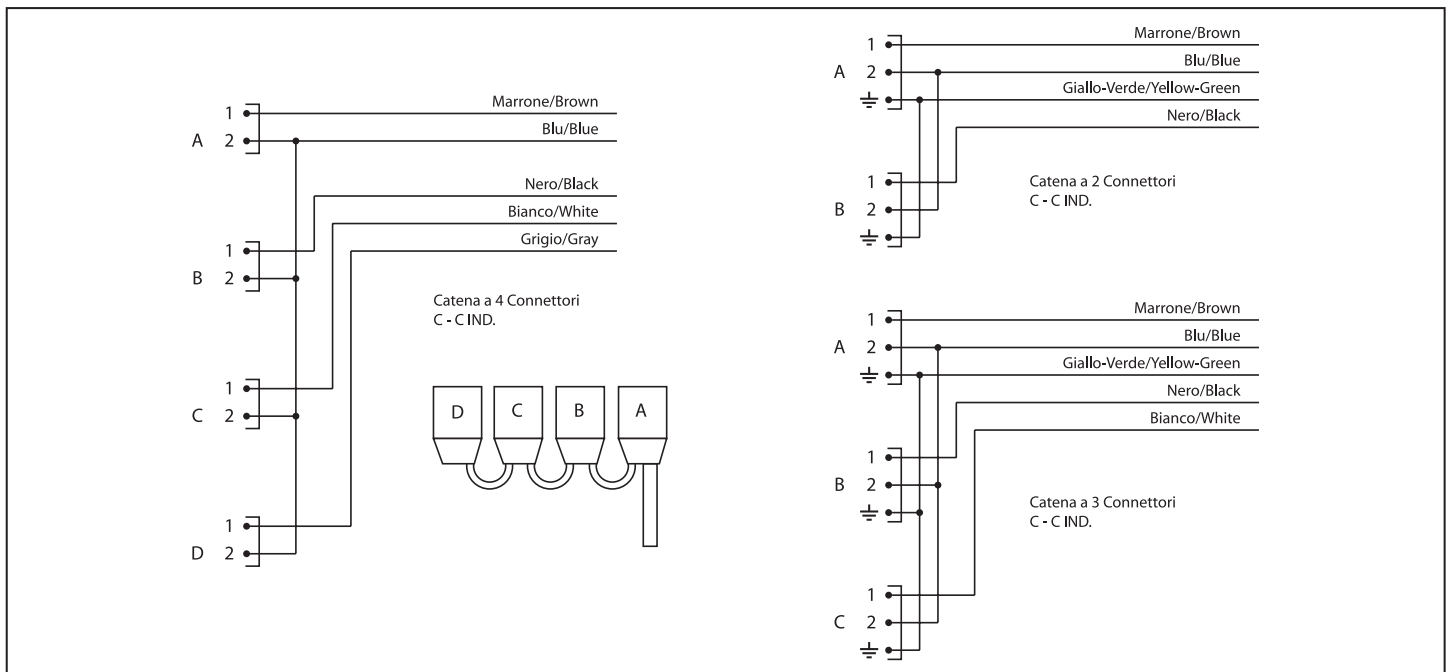 Marrone/Brown
1
Blu/Blue
A 2
Nero/Black
Bianco/White
Grigio/Gray
1
B 2
Catena a 4 Connettori
C - C IND.
1
C 2
D C B A
1
D 2
Marrone/Brown
1
Blu/Blue
A 2
Giallo-Verde/Yellow-Green
Nero/Black
1
B 2
Catena a 2 Connettori
C - C IND.
Marrone/Brown
1
Blu/Blue
A 2
Giallo-Verde/Yellow-Green
Nero/Black
Bianco/White
1
B 2
Catena a 3 Connettori
C - C IND.
1
C 2